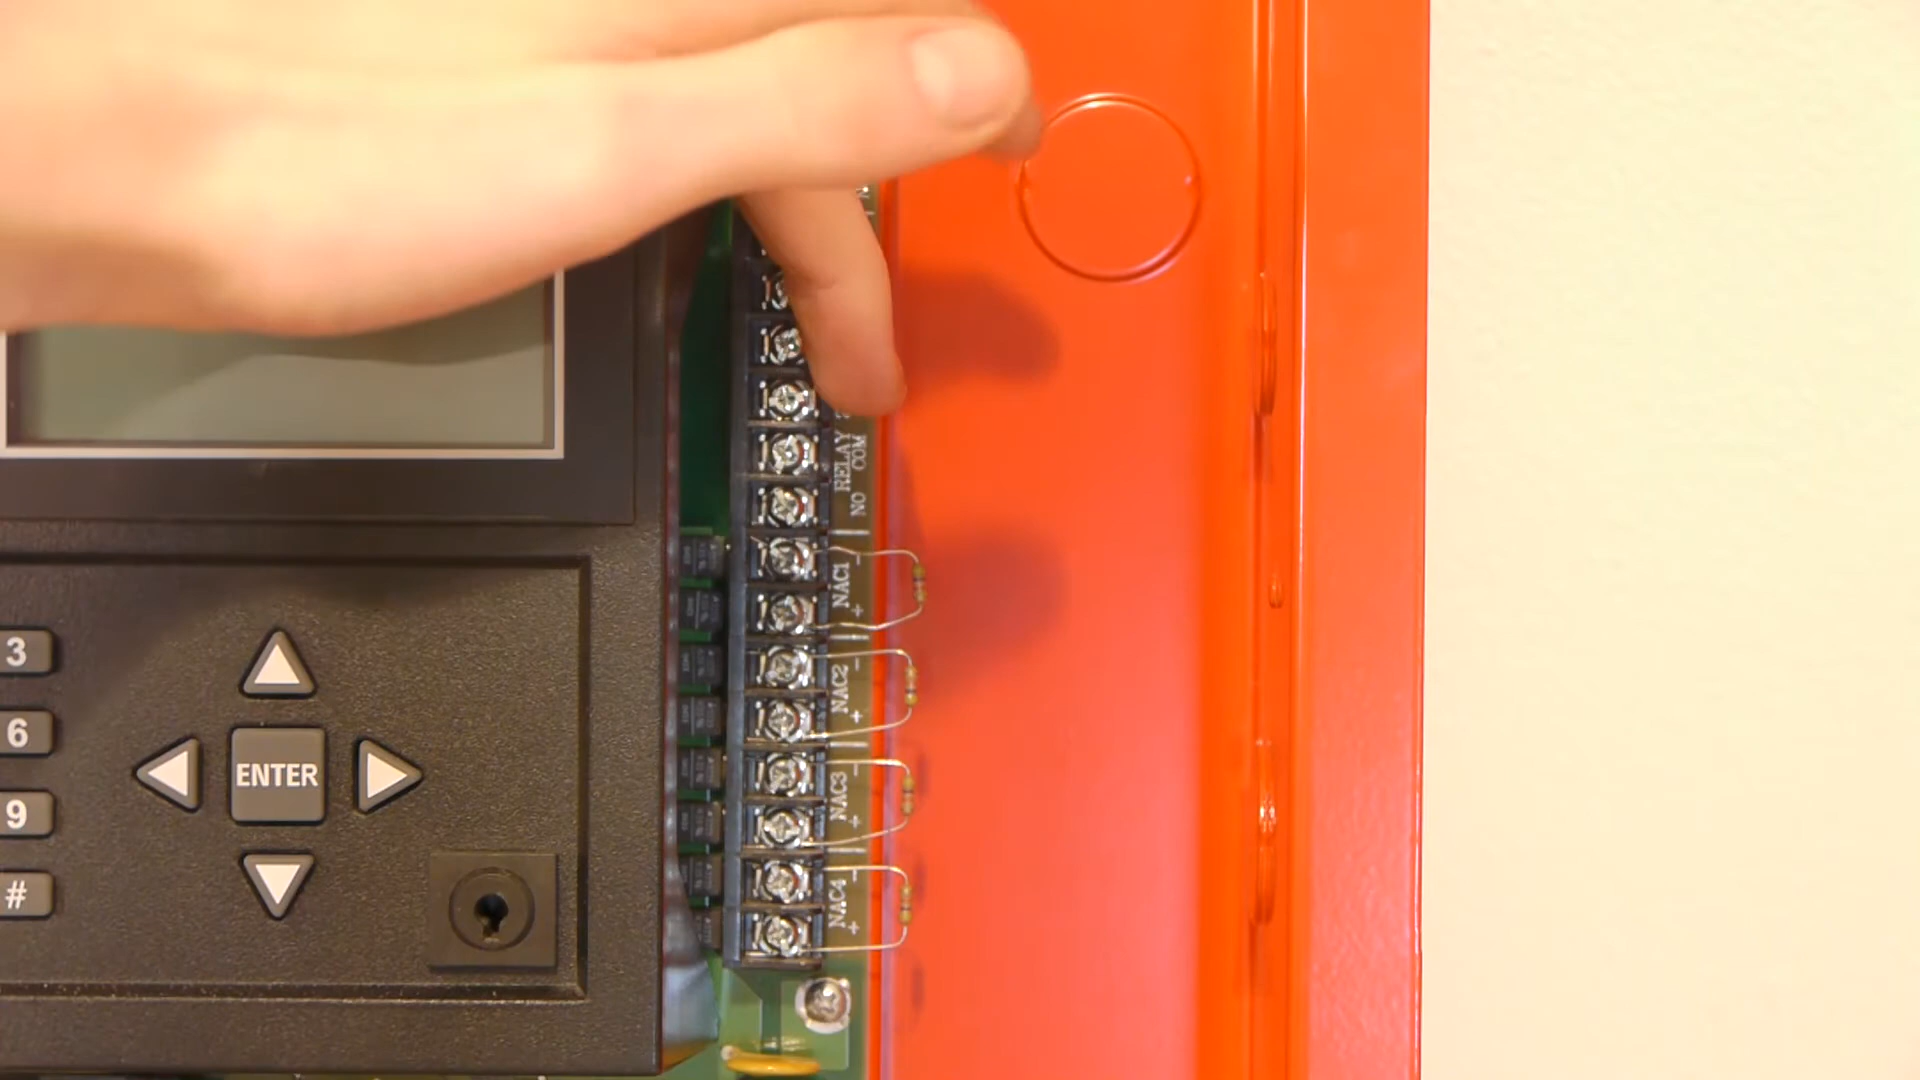 3
6
9
#
ENTER
RELAY
NO COM
- NAC1 +
- NAC2 +
- NAC3 +
- NAC4 +